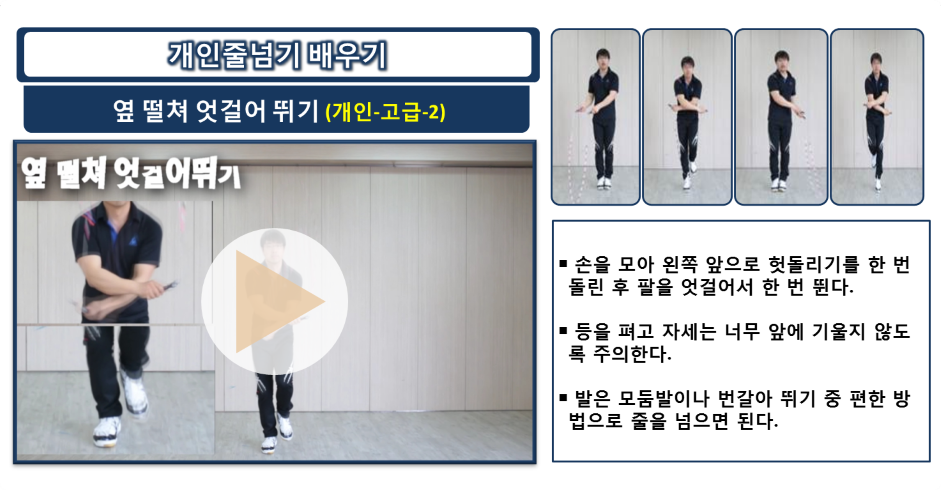 개인줄넘기 배우기
옆 떨쳐 엇걸어 뛰기 (개인-고급-2)
옆 떨쳐 엇걸어뛰기
▪ 손을 모아 왼쪽 앞으로 헛돌리기를 한 번
돌린 후 팔을 엇걸어서 한 번 뛴다.
▪ 등을 펴고 자세는 너무 앞에 기울지 않도
록 주의한다.
▪ 발은 모둠발이나 번갈아 뛰기 중 편한 방
법으로 줄을 넘으면 된다.